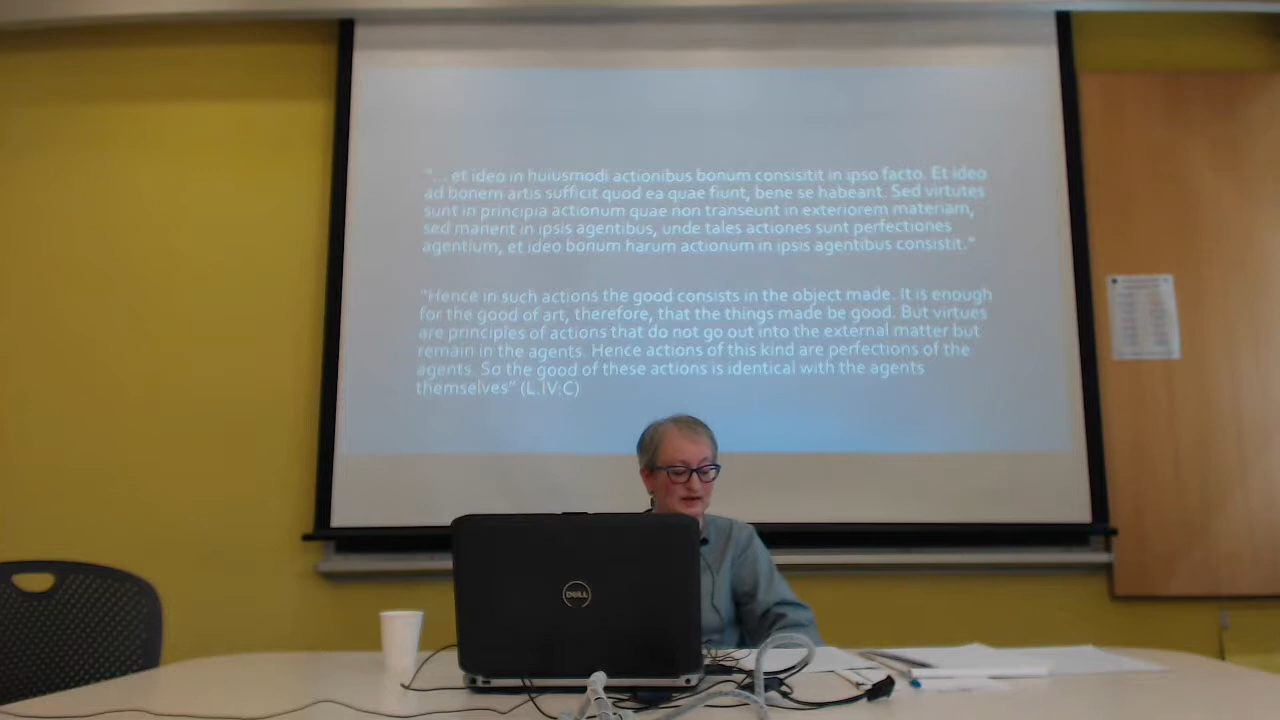 "... et ideo in huiusmodi actionibus bonum consisitit in ipso facto. Et ideo
ad bonem artis sufficit quod ea quae fiunt, bene se habeant. Sed virtutes
sunt in principia actionum quae non transeunt in exteriorem materiam,
sed manent in ipsis agentibus, unde tales actiones sunt perfectiones
agentium, et ideo bonum harum actionum in ipsis agentibus consistit."
"Hence in such actions the good consists in the object made. It is enough
for the good of art, therefore, that the things made be good. But virtues
are principles of actions that do not go out into the external matter but
remain in the agents. Hence actions of this kind are perfections of the
agents. So the good of these actions is identical with the agents
themselves" (L.IV:C)
DELL